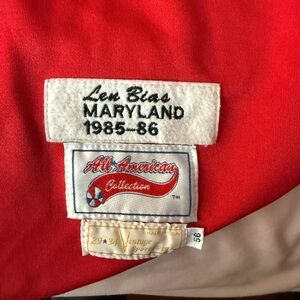 Len Bias
MARYLAND
1985-86
All American
Collection
TM
56